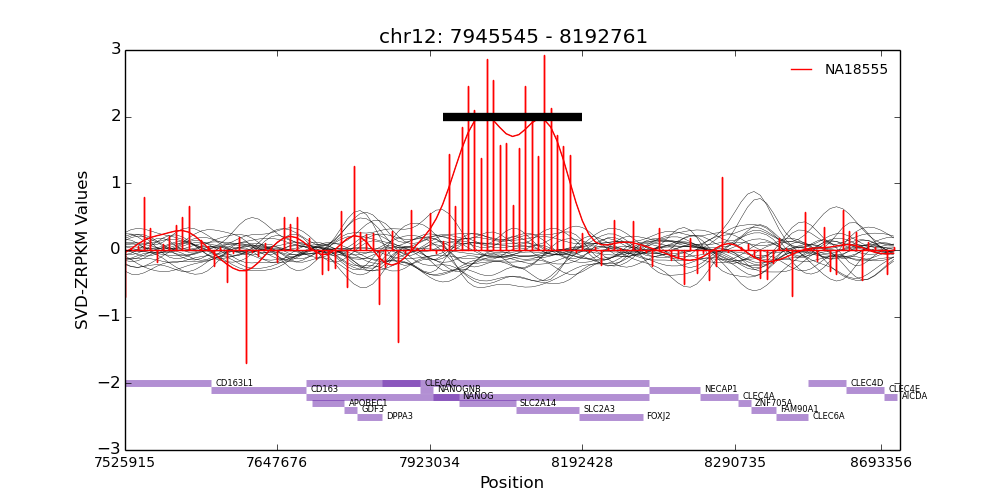 chr12: 7945545 - 8192761
NA18555
SVD-ZRPKM Values
3
2
1
0
−1
−2
−3
CD163L1
CLEC4C
CLEC4D
CD163
NANOGNB
NECAP1
CLEC4E
NANOG
CLEC4A
AICDA
APOBEC1
SLC2A14
ZNF705A
GDF3
SLC2A3
FAM90A1
DPPA3
FOXJ2
CLEC6A
7525915
7647676
7923034
8192428
8290735
8693356
Position